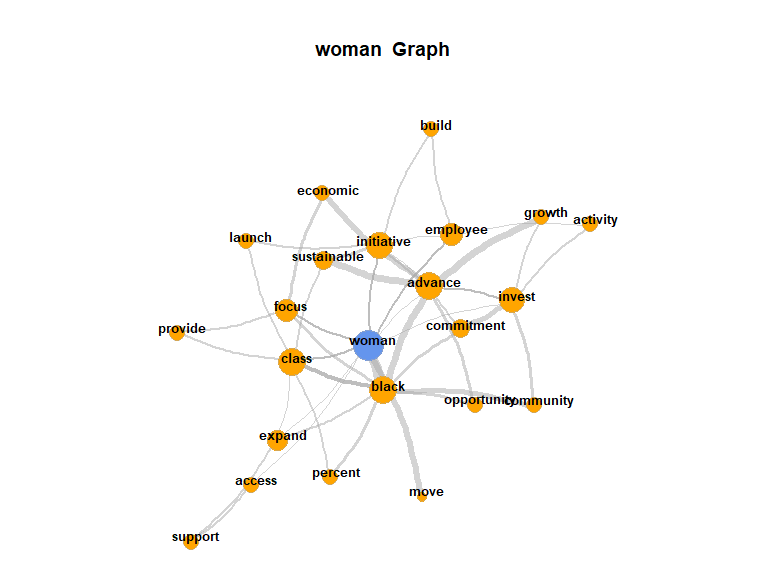 woman Graph
build
economic
growth
activity
launch
initiative
employee
sustainable
advance
invest
focus
commitment
provide
woman
class
black
opportunity
community
expand
percent
access
move
support